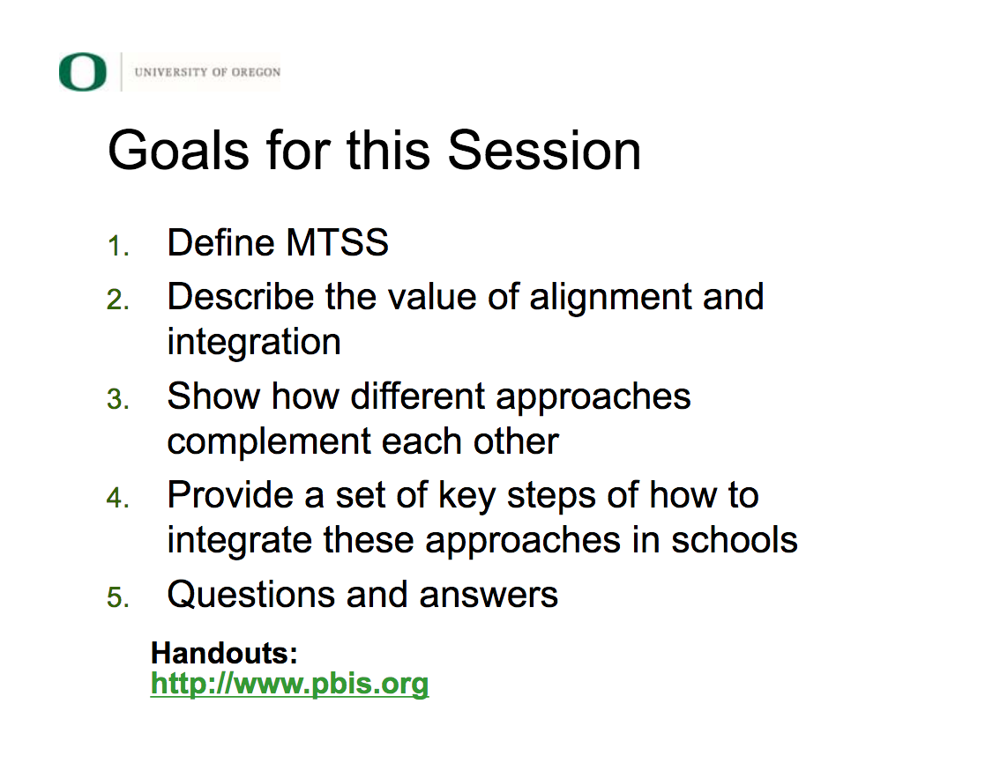 UNIVERSITY OF OREGON
Goals for this Session
1. Define MTSS
2. Describe the value of alignment and
integration
3. Show how different approaches
complement each other
4. Provide a set of key steps of how to
integrate these approaches in schools
5. Questions and answers
Handouts:
http://www.pbis.org